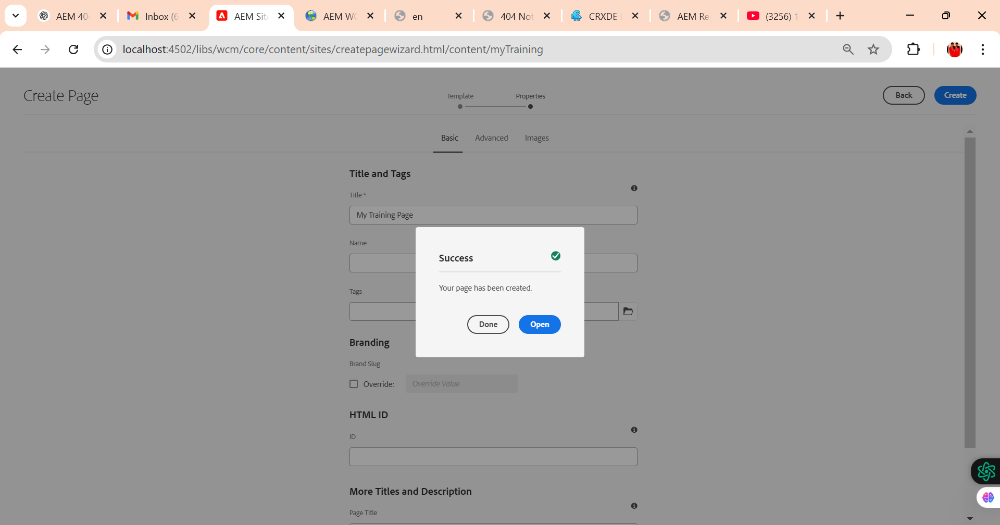 AEM 40
Inbox (6
AEM Sit
AEM WC
en
404 Not
CRXDE
AEM Re
(3256) 1
localhost:4502/libs/wcm/core/content/sites/createpagewizard.html/content/myTraining
Create Page
Template
Properties
Back
Create
Basic
Advanced
Images
Title and Tags
Title *
My Training Page
Name
Success
Your page has been created.
Tags
Done
Open
Branding
Brand Slug
Override:
Override Value
HTML ID
ID
More Titles and Description
Page Title